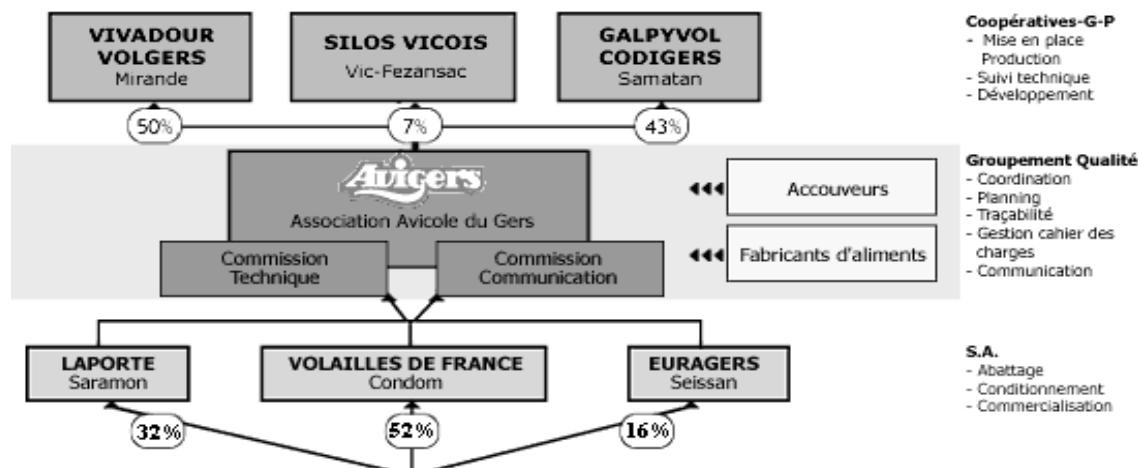 VIVADOUR
VOLGERS
Mirande
SILOS VICOIS
Vic-Fezansac
GALPYVOL
CODIGERS
Samatan
Coopératives-G-P
- Mise en place
Production
- Suivi technique
- Développement
50%
7%
43%
Avigers
Association Avicole du Gers
Commission
Technique
Commission
Communication
Accouveurs
Fabricants d'aliments
Groupement Qualité
- Coordination
- Planning
- Traçabilité
- Gestion cahier des
charges
- Communication
LAPORTE
Saramon
VOLAILLES DE FRANCE
Condom
EURAGERS
Seissan
S.A.
- Abattage
- Conditionnement
- Commercialisation
32%
52%
16%